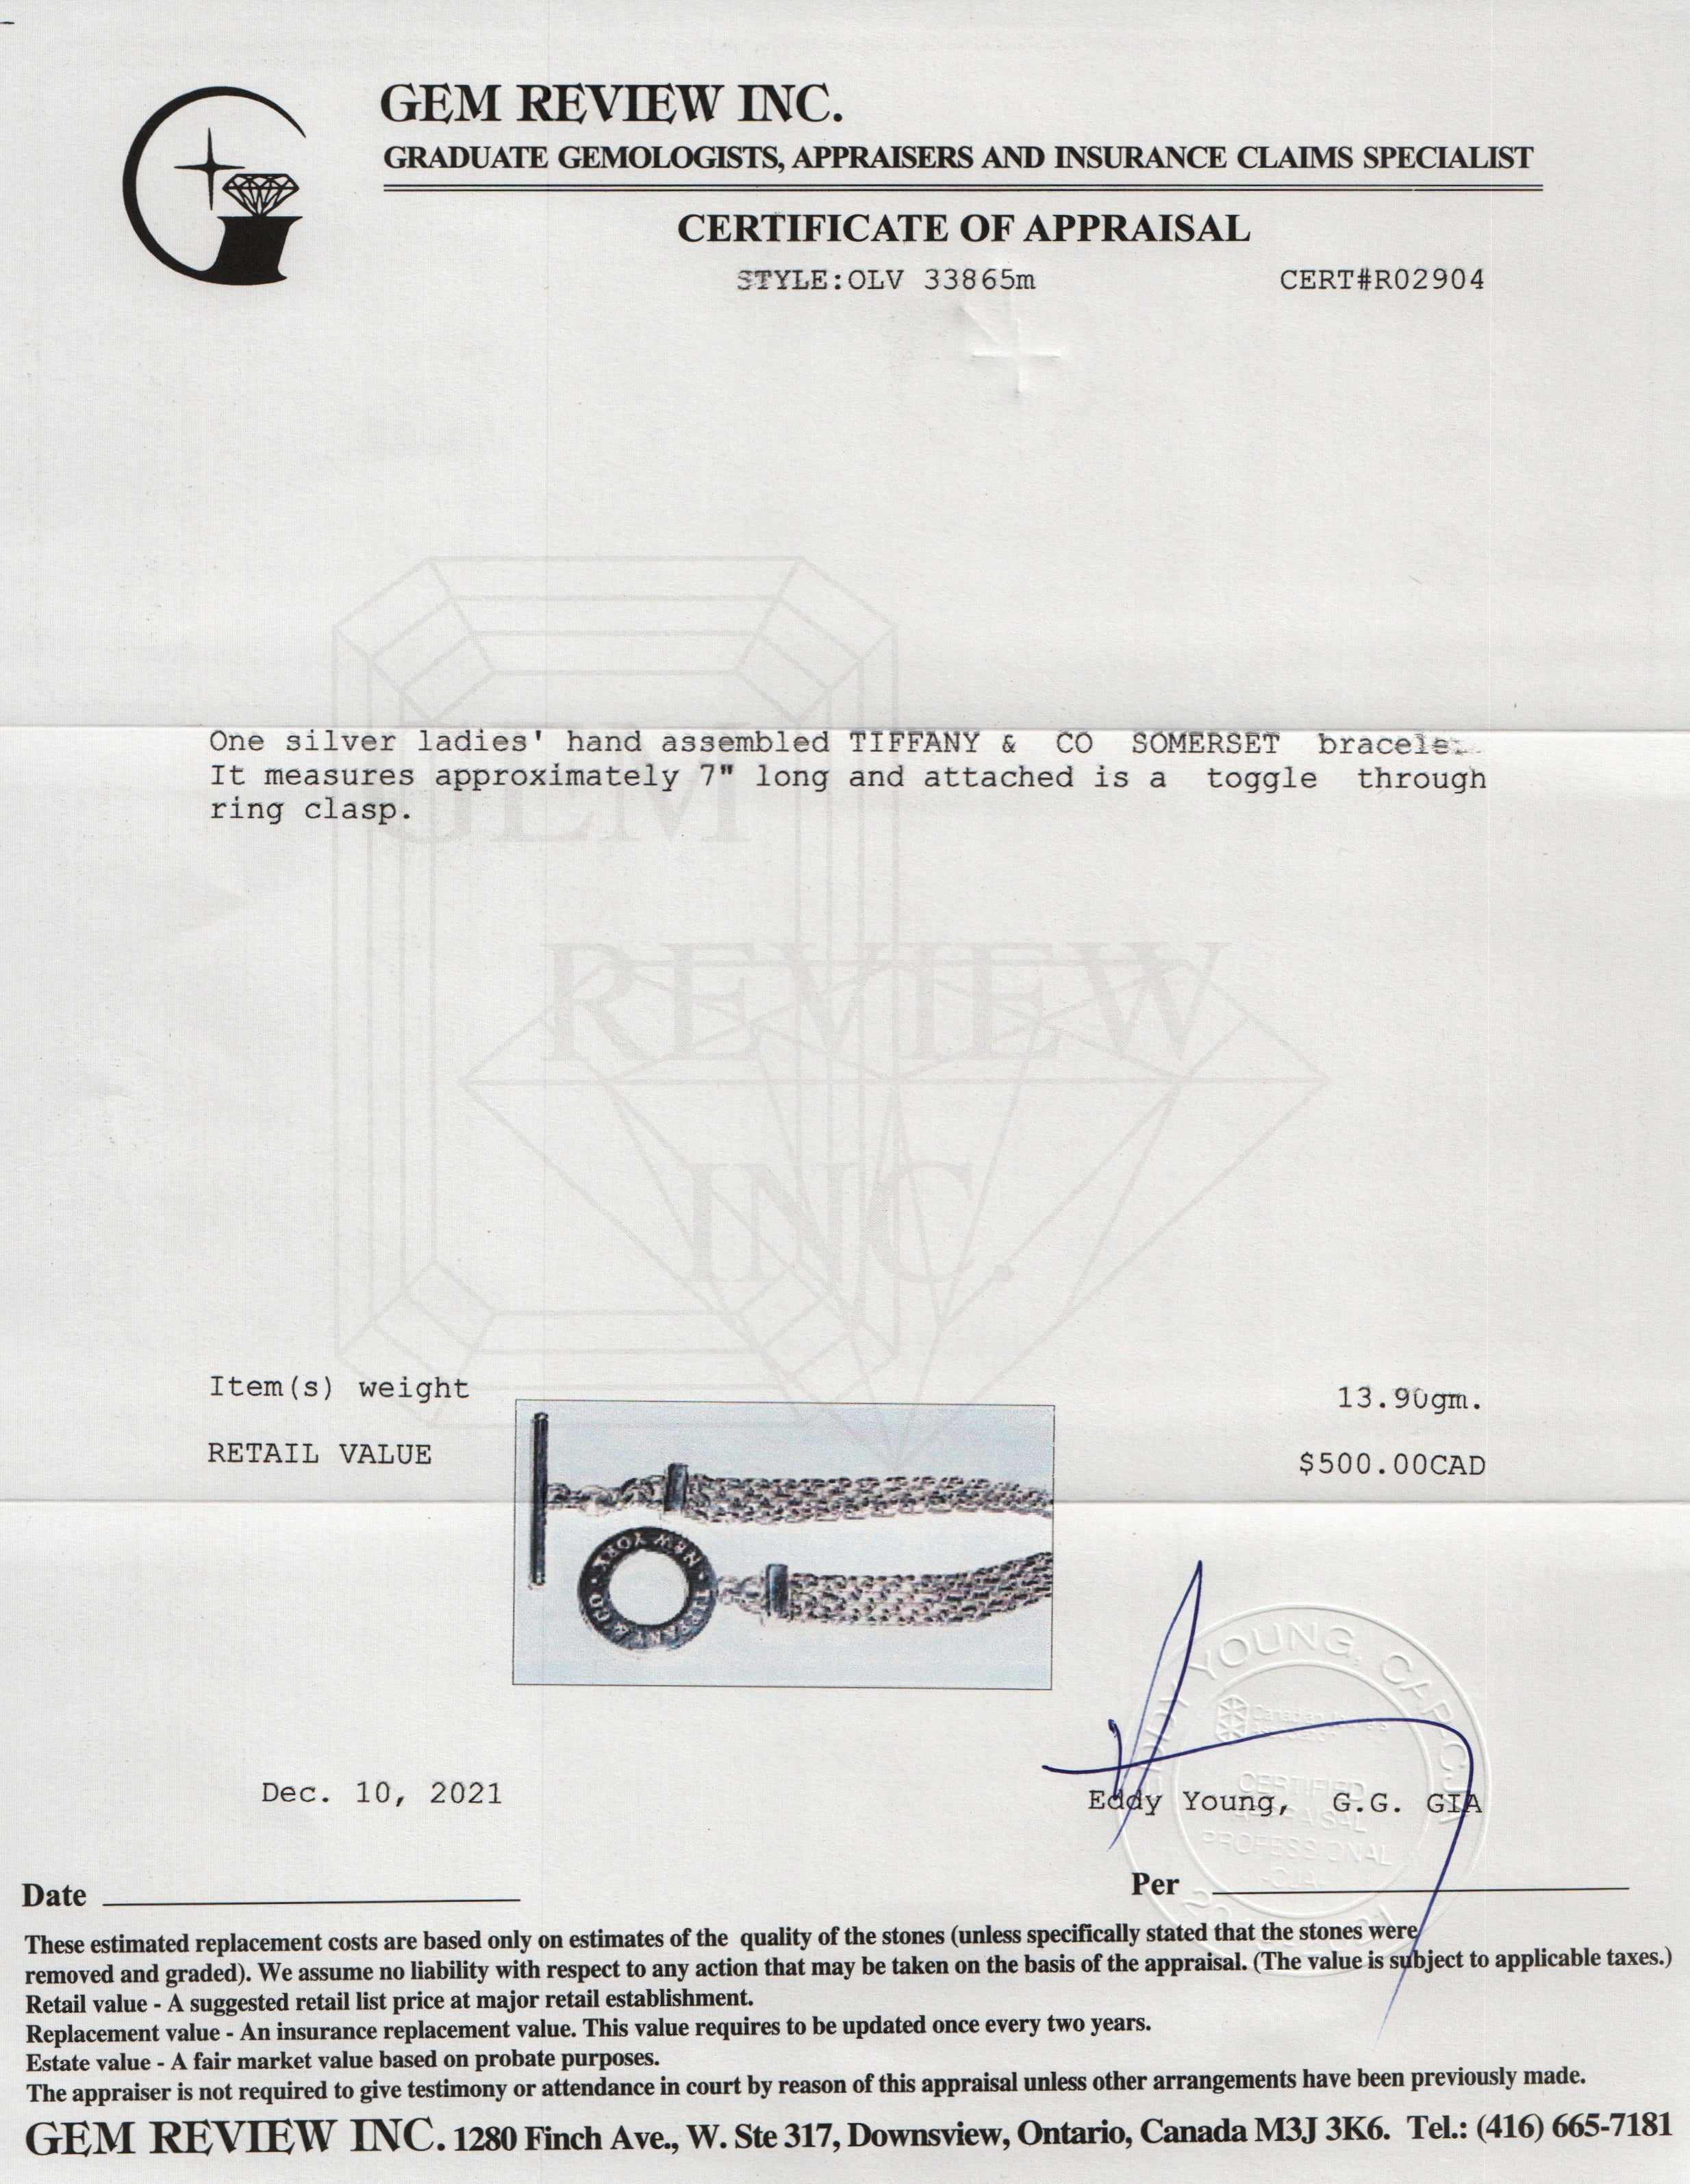 GEM REVIEW INC.
GRADUATE GEMOLOGISTS, APPRAISERS AND INSURANCE CLAIMS SPECIALIST
CERTIFICATE OF APPRAISAL
STYLE:OLV 33865m CERT#R02904
One silver ladies' hand assembled TIFFANY & CO SOMERSET
It measures approximately 7" long and attached is a toggle through
ring clasp.
GEM
REVIEW
INC.
Item(s) weight 13.90gm.
RETAIL VALUE $500.00CAD
NEW YORK
TIFFANY & CO
YOUNG, CAP CJA
CERTIFIED
APPRAISAL
PROFESSIONAL
Dec. 10, 2021 Eddy Young, G.G. GIA
Date Per
These estimated replacement costs are based only on estimates of the quality of the stones (unless specifically stated that the stones were
removed and graded). We assume no liability with respect to any action that may be taken on the basis of the appraisal. (The value is subject to applicable taxes.)
Retail value - A suggested retail list price at major retail establishment.
Replacement value - An insurance replacement value. This value requires to be updated once every two years.
Estate value - A fair market value based on probate purposes.
The appraiser is not required to give testimony or attendance in court by reason of this appraisal unless other arrangements have been previously made.
GEM REVIEW INC. 1280 Finch Ave., W. Ste 317, Downsview, Ontario, Canada M3J 3K6. Tel.: (416) 665-7181